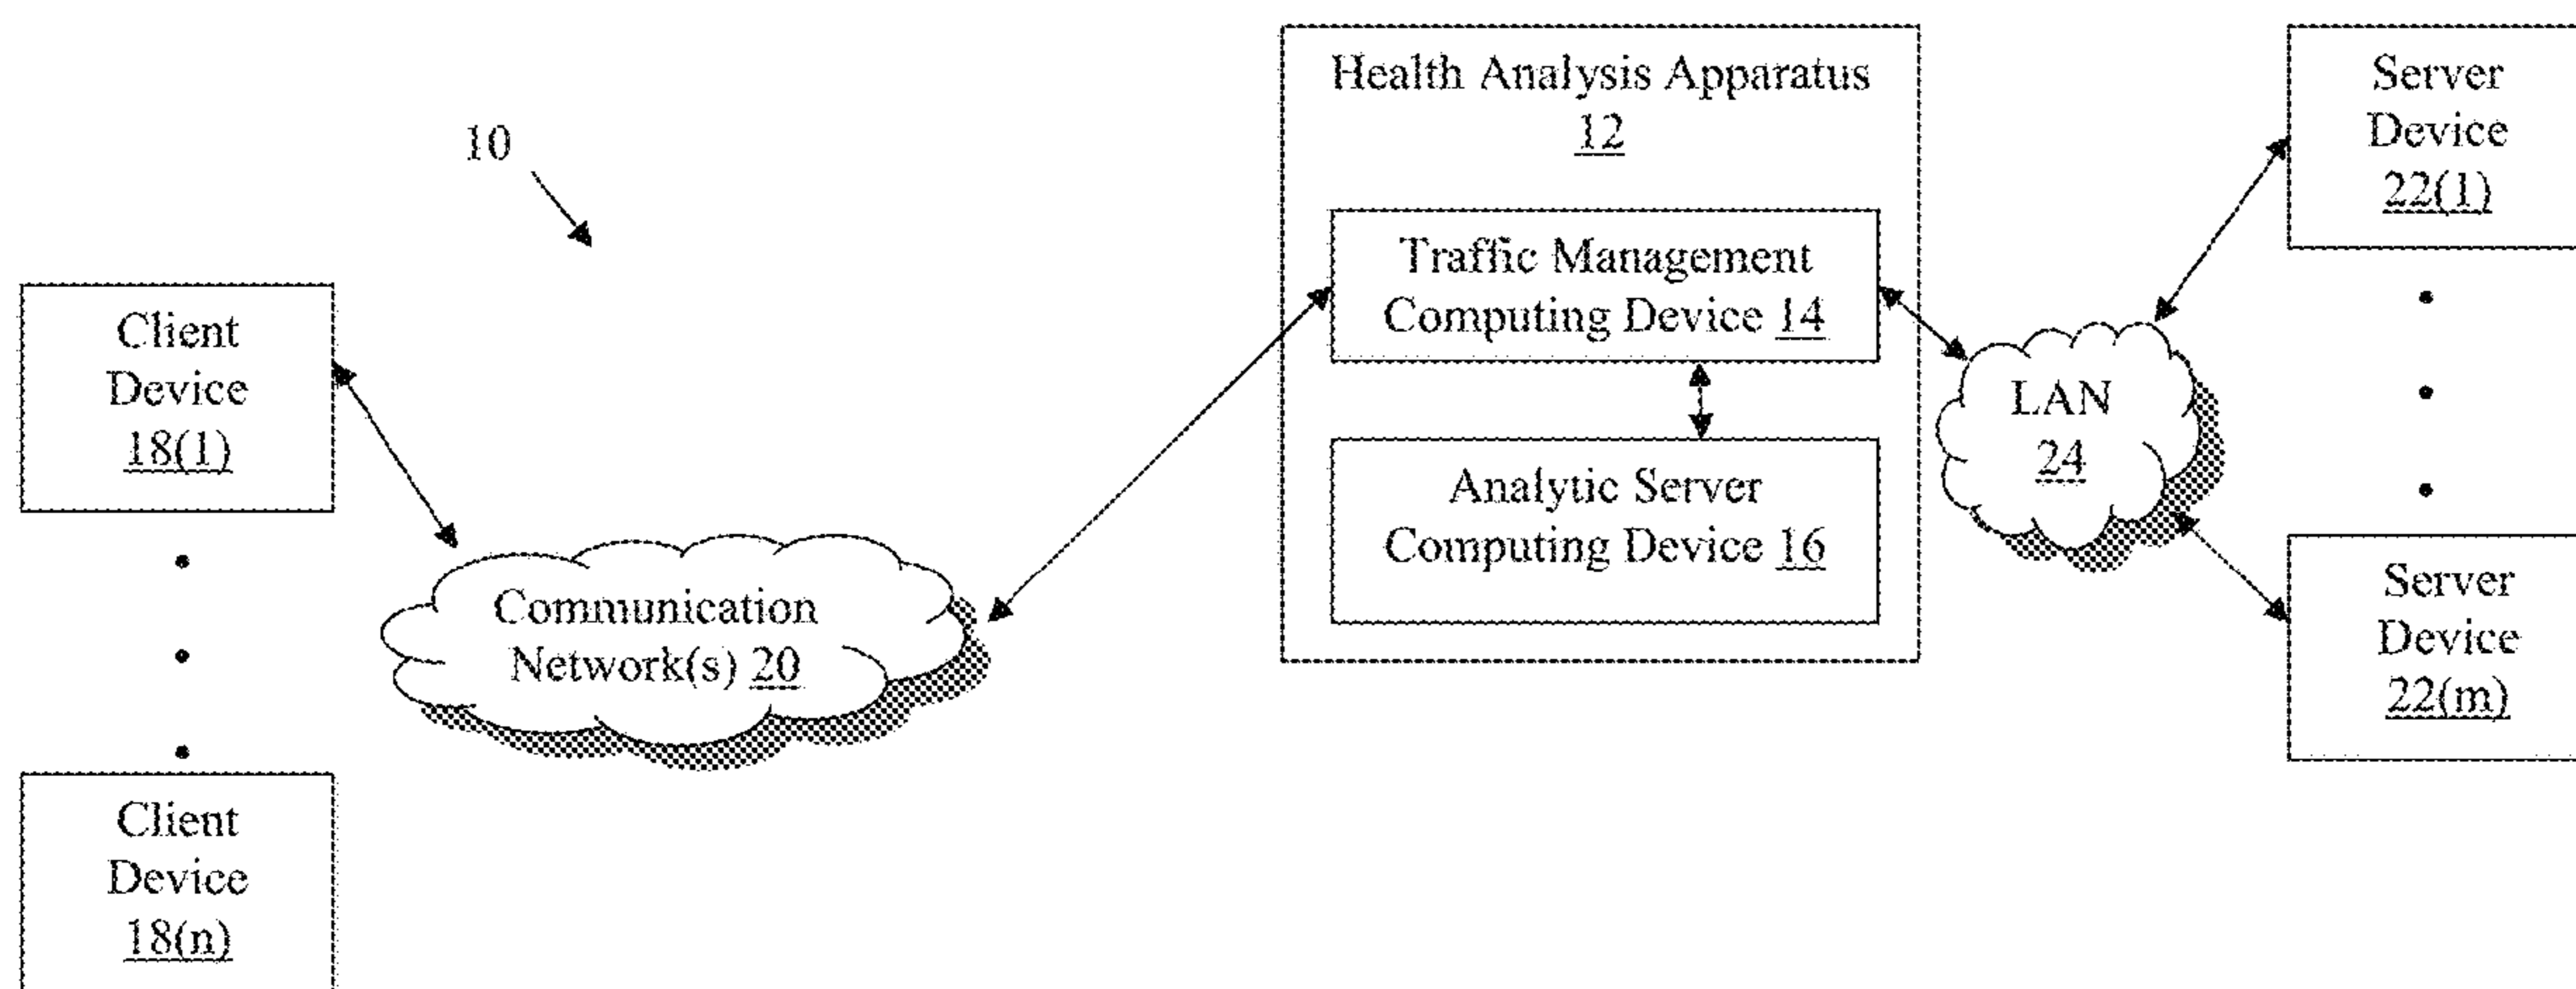 10
Client
Device
18(1)
Client
Device
18(n)
Communication
Network(s) 20
Health Analysis Apparatus
12
Traffic Management
Computing Device 14
Analytic Server
Computing Device 16
LAN
24
Server
Device
22(1)
Server
Device
22(m)